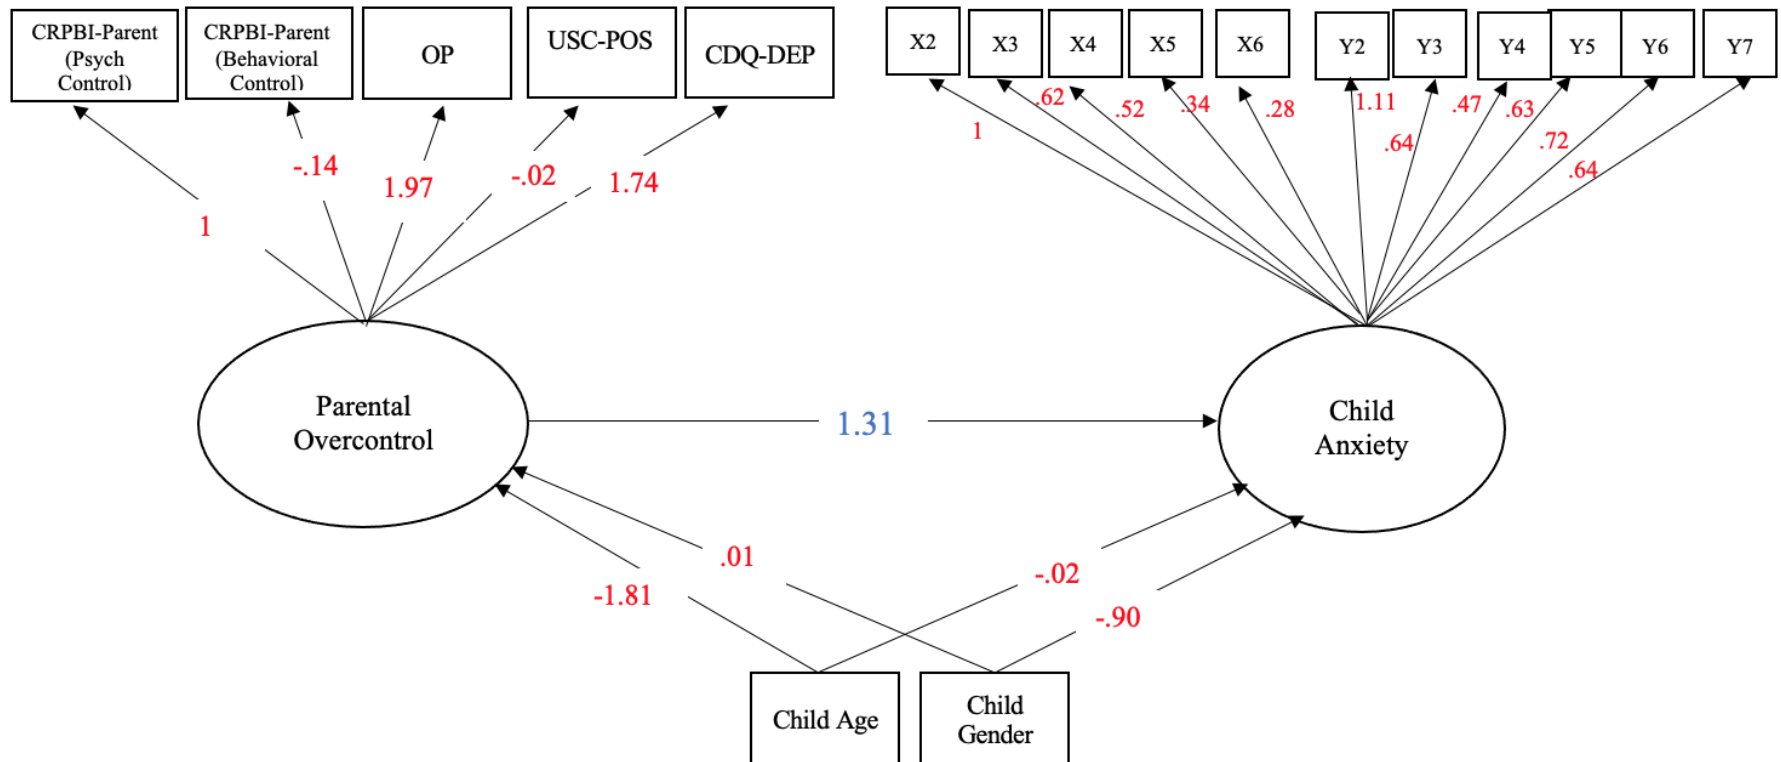 CRPBI-Parent
(Psych
Control)
CRPBI-Parent
(Behavioral
Control)
OP
USC-POS
CDQ-DEP
X2
X3
X4
X5
X6
Y2
Y3
Y4
Y5
Y6
Y7
1
-.14
1.97
-.02
1.74
1
.62
.52
.34
.28
1.11
.64
.47
.63
.72
.64
Parental
Overcontrol
1.31
Child
Anxiety
-1.81
.01
-.02
-.90
Child Age
Child
Gender